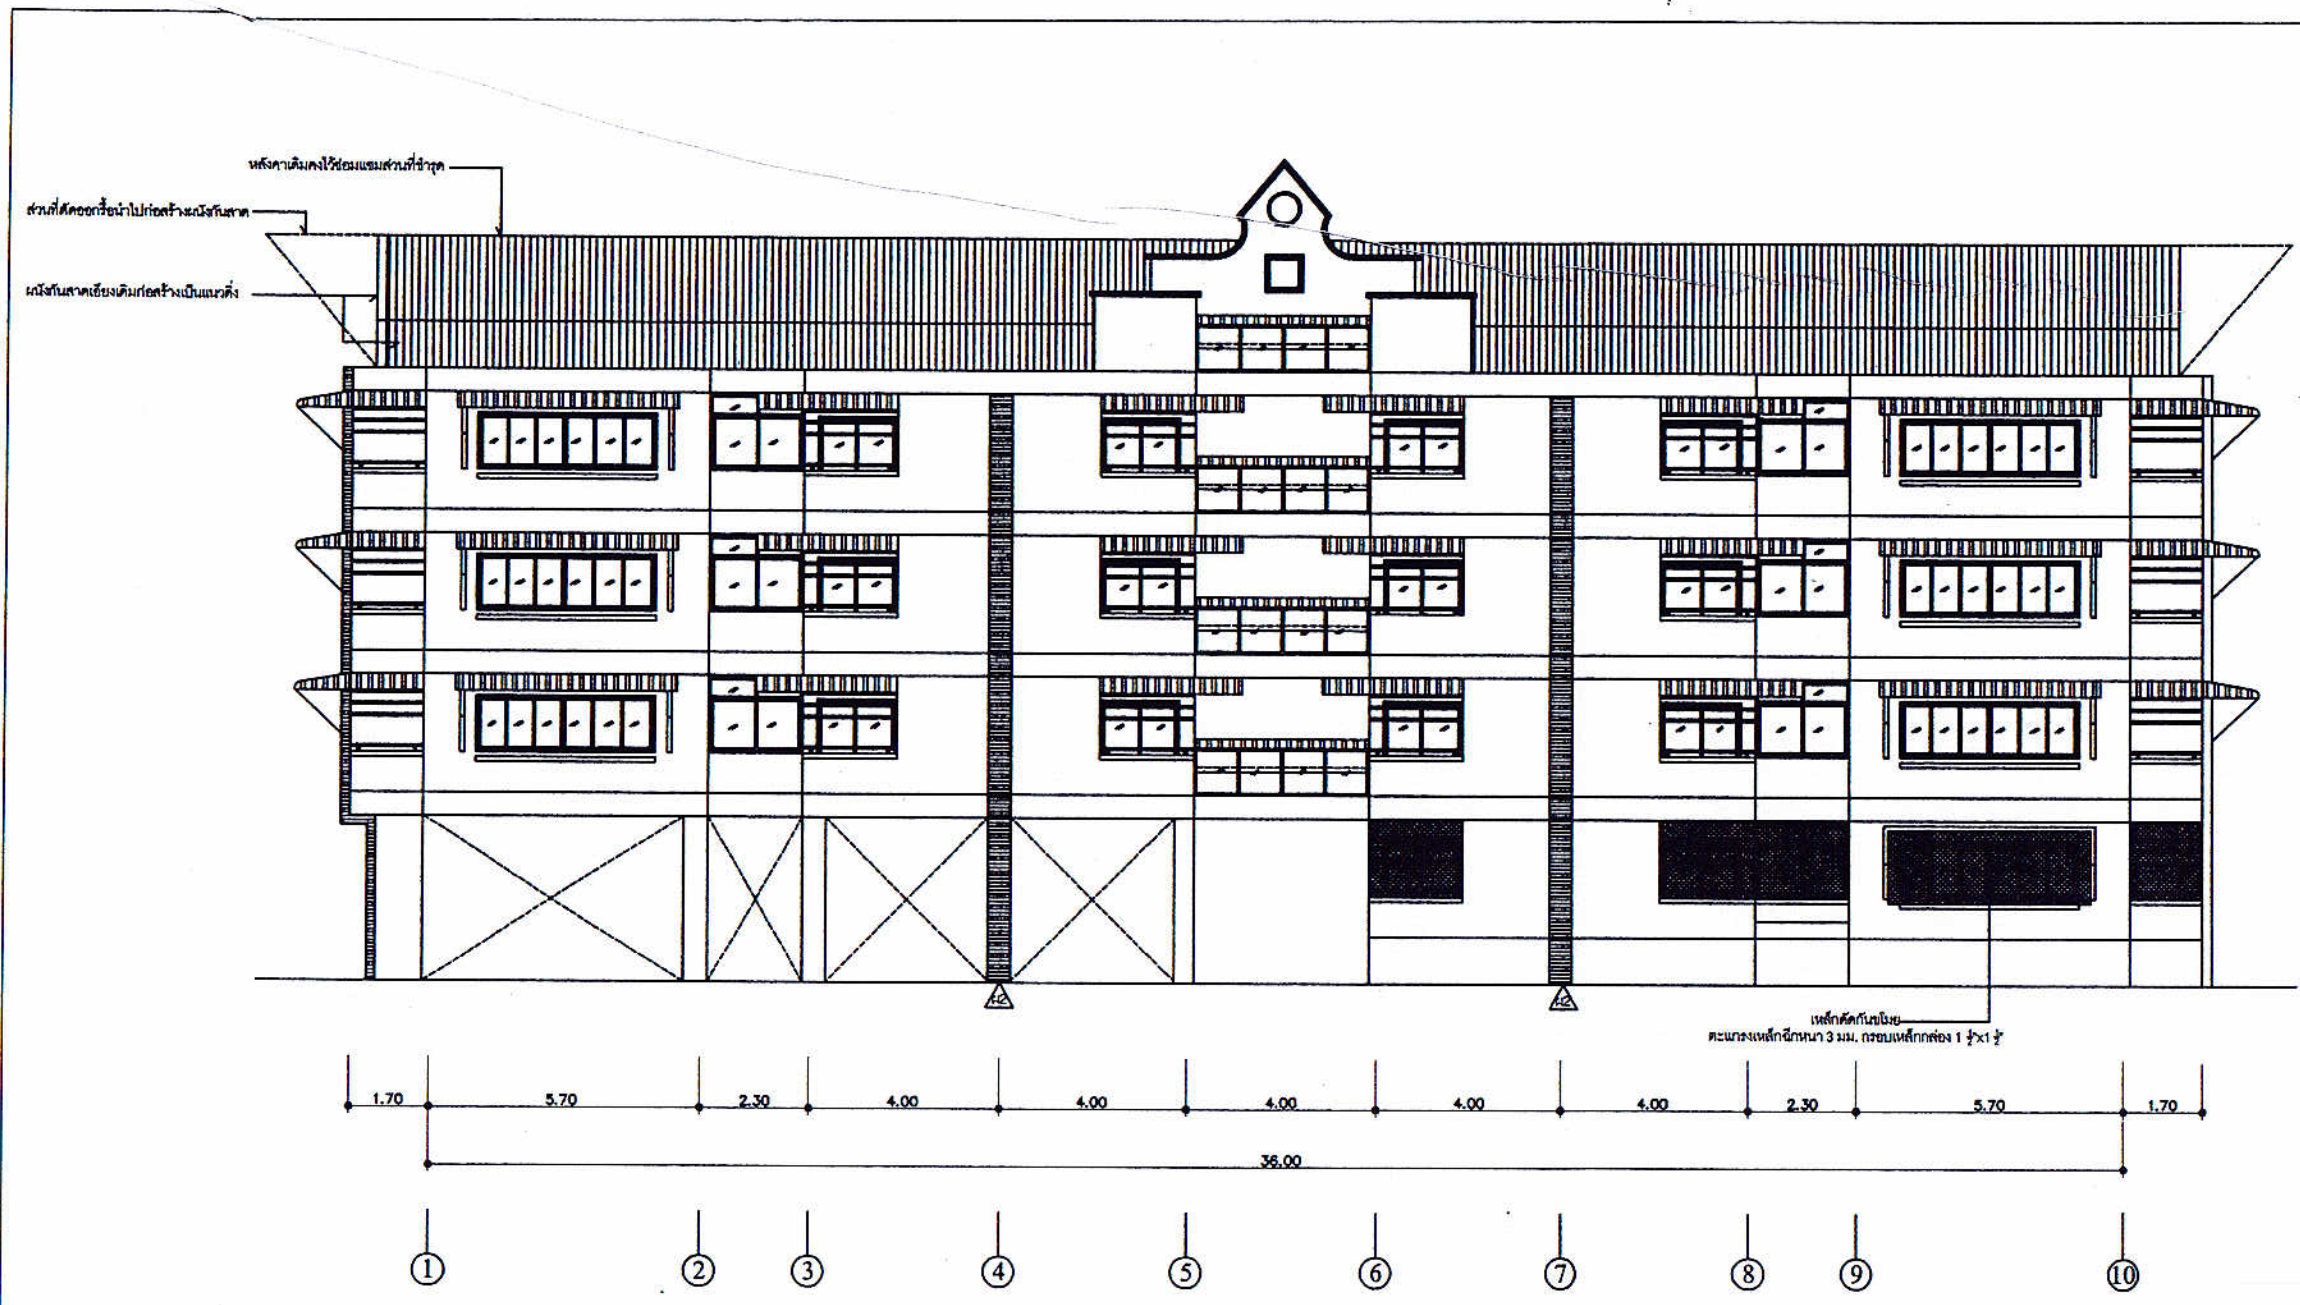 หลังคาเดิมคงไว้ซ่อมแซมส่วนที่ชำรุด
ส่วนที่ตัดออกรื้อนำไปก่อสร้างผนังกันสาด
ผนังกันสาดเอียงเดิมก่อสร้างเป็นแนวดิ่ง
เหล็กดัดกันขโมย
ตะแกรงเหล็กฉีกหนา 3 มม. กรอบเหล็กกล่อง 1 ½"x1 ½"
1.70 5.70 2.30 4.00 4.00 4.00 4.00 4.00 2.30 5.70 1.70
36.00
1 2 3 4 5 6 7 8 9 10